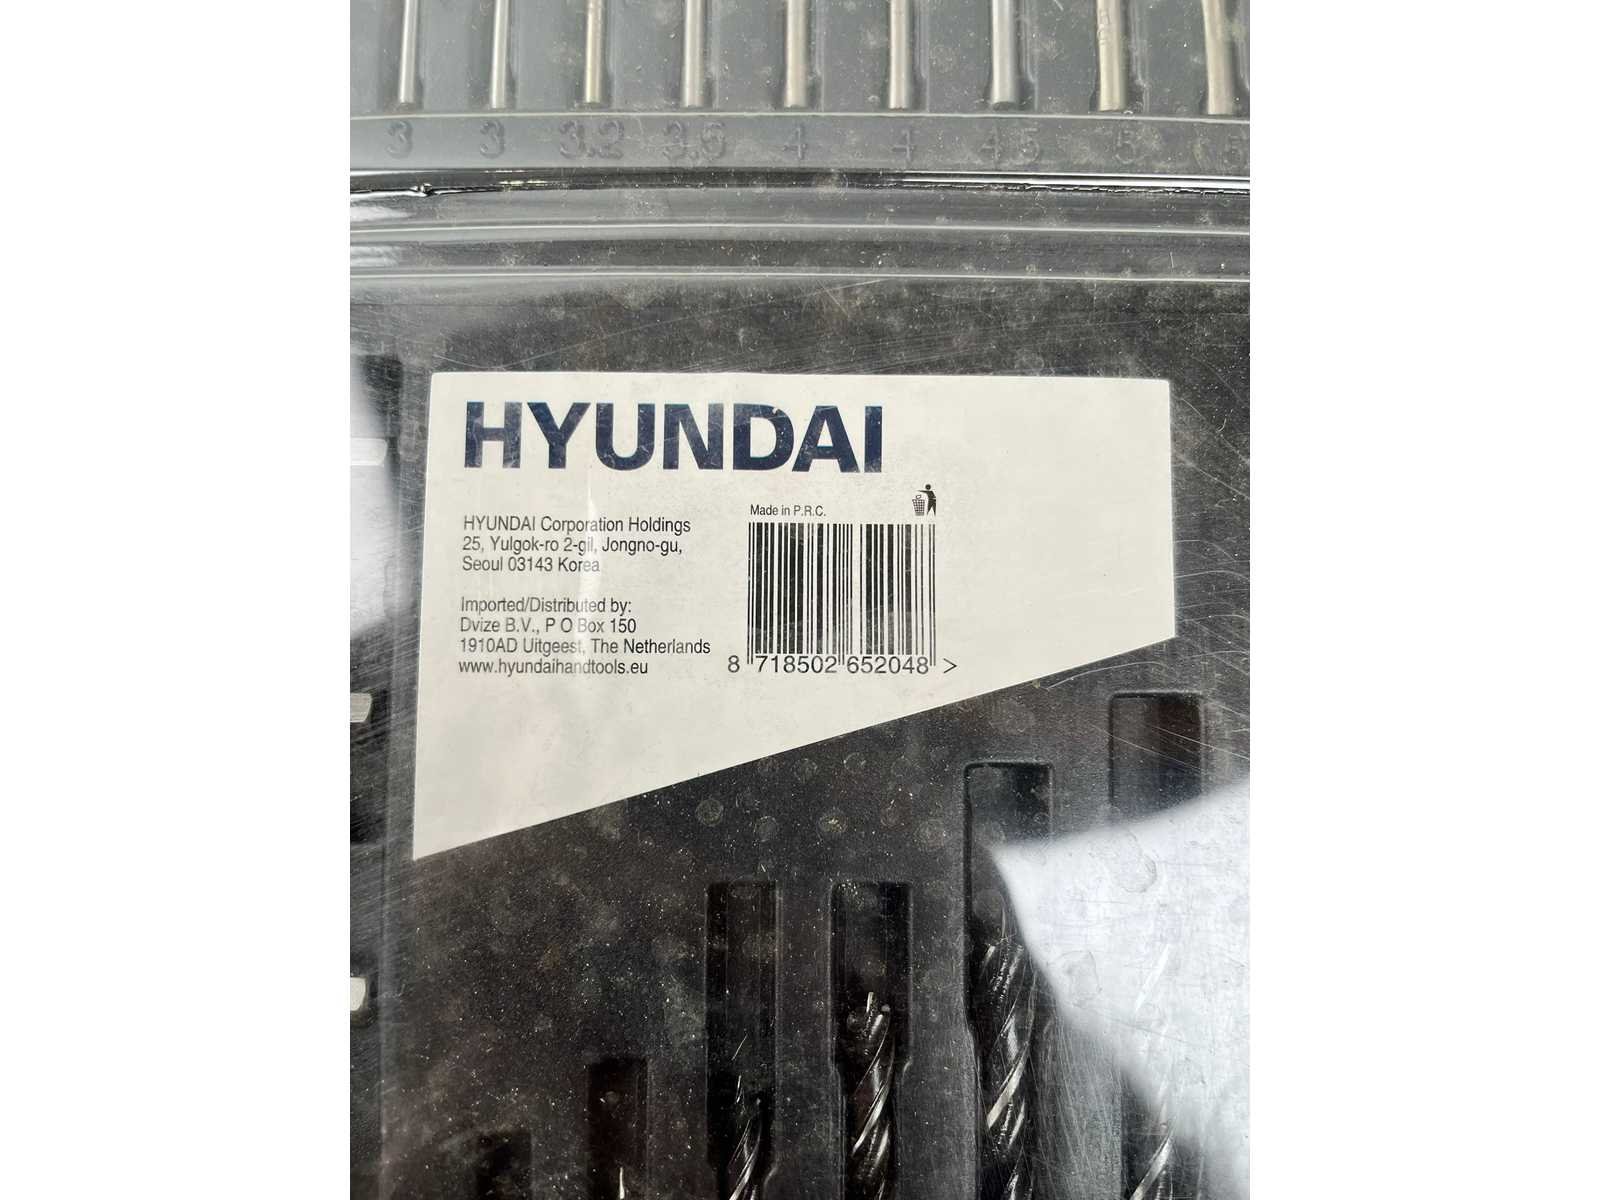 3 3 3.2 3.5 4 4 4.5 5 5
HYUNDAI
HYUNDAI Corporation Holdings
25, Yulgok-ro 2-gil, Jongno-gu,
Seoul 03143 Korea
Imported/Distributed by:
Dvize B.V., P O Box 150
1910AD Uitgeest, The Netherlands
www.hyundaihandtools.eu
Made in P.R.C.
8 718502 652048 >